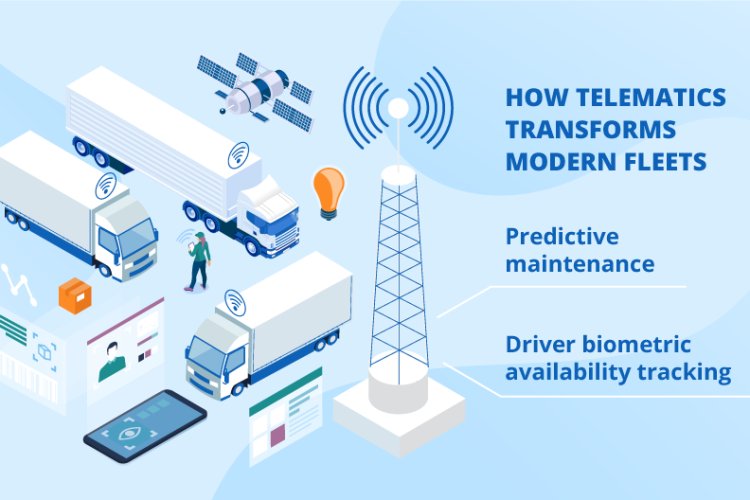 HOW TELEMATICS
TRANSFORMS
MODERN FLEETS
Predictive
maintenance
Driver biometric
availability tracking